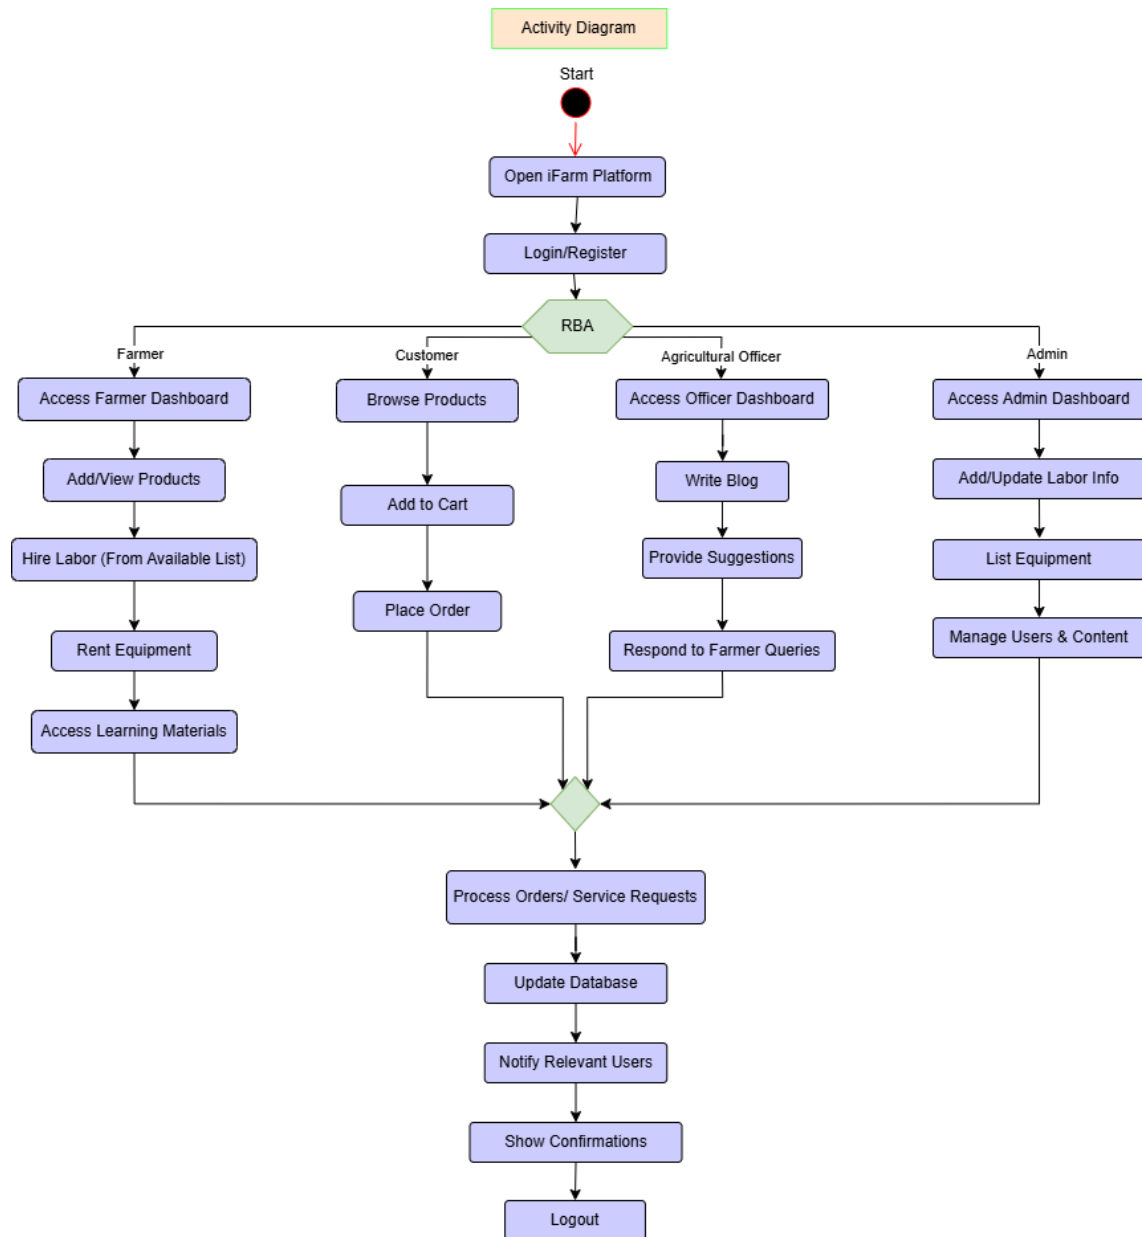 Activity Diagram
Start
Open iFarm Platform
Login/Register
RBA
Farmer
Customer
Agricultural Officer
Admin
Access Farmer Dashboard
Browse Products
Access Officer Dashboard
Access Admin Dashboard
Add/View Products
Write Blog
Add/Update Labor Info
Add to Cart
Hire Labor (From Available List)
Provide Suggestions
List Equipment
Place Order
Rent Equipment
Respond to Farmer Queries
Manage Users & Content
Access Learning Materials
Process Orders/ Service Requests
Update Database
Notify Relevant Users
Show Confirmations
Logout